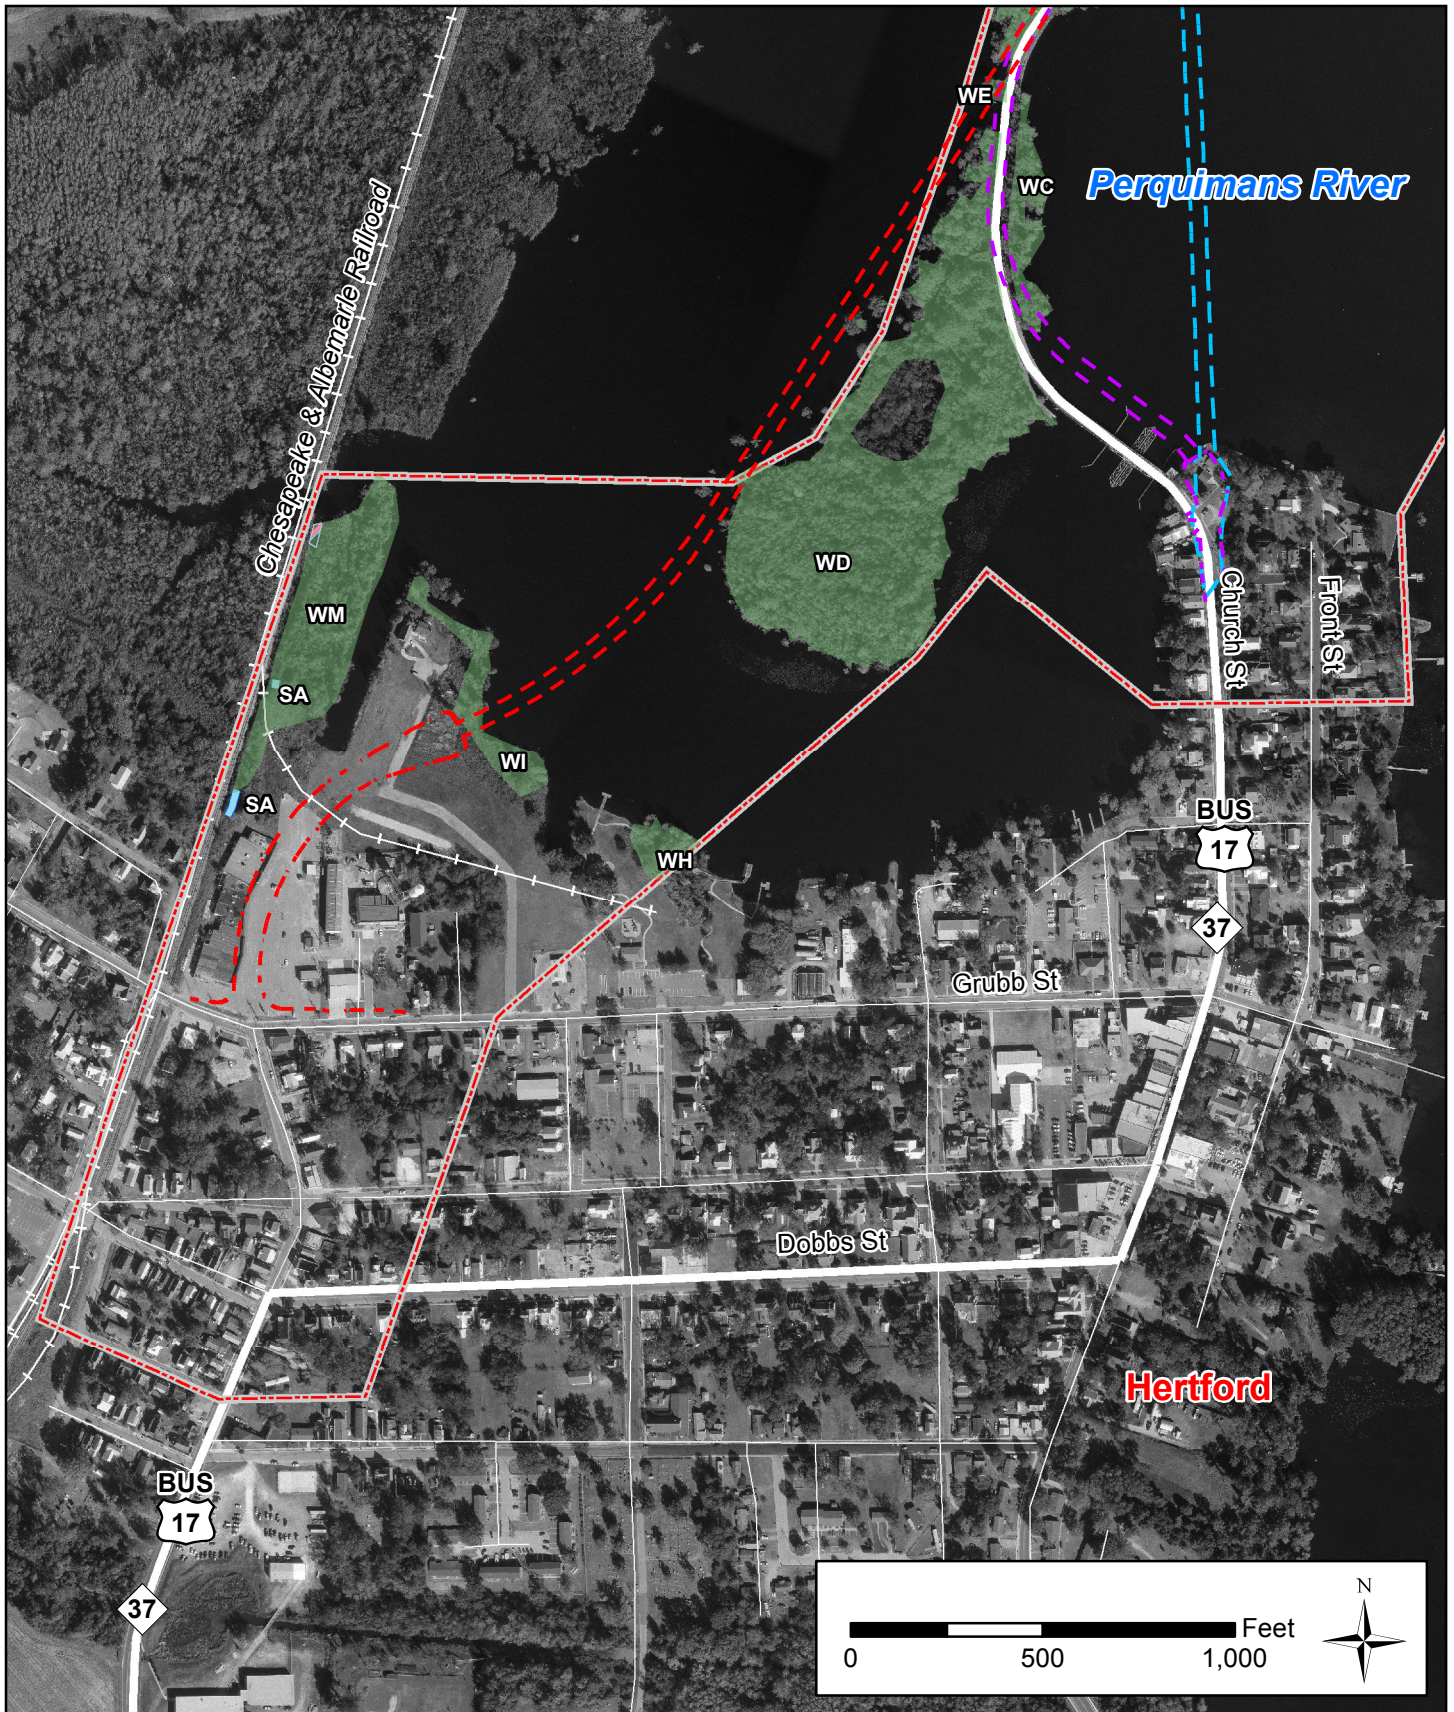 WE
WC
Perquimans River
Chesapeake & Albemarle Railroad
WD
WM
SA
WI
SA
WH
Church St
Front St
BUS
17
37
Grubb St
Dobbs St
Hertford
BUS
17
37
N
Feet
0 500 1,000